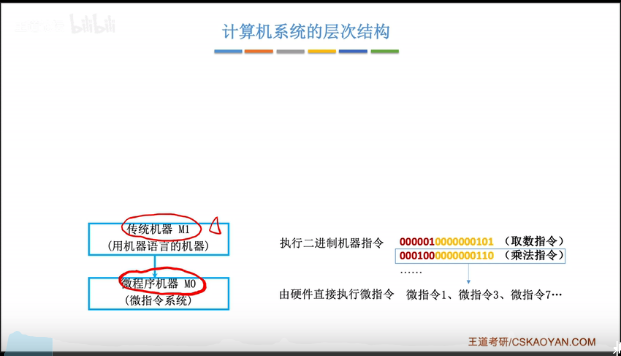 bilibili
计算机系统的层次结构
传统机器 M1
(用机器语言的机器)
执行二进制机器指令
0000010000000101 (取数指令)
0001000000000110 (乘法指令)
……
微程序机器 M0
(微指令系统)
由硬件直接执行微指令
微指令1、微指令3、微指令7…
王道考研/CSKAOYAN.COM